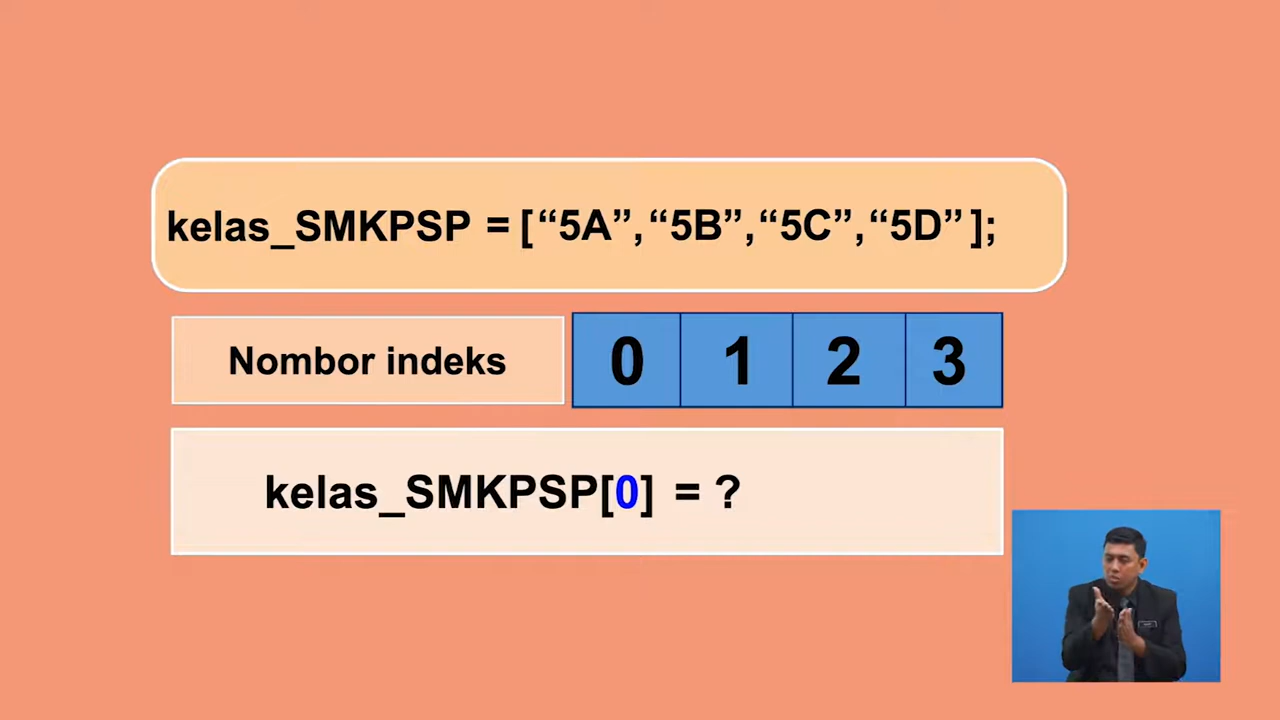 kelas_SMKPSP = [“5A”,“5B”,“5C”,“5D” ];
Nombor indeks 0 1 2 3
kelas_SMKPSP[0] = ?